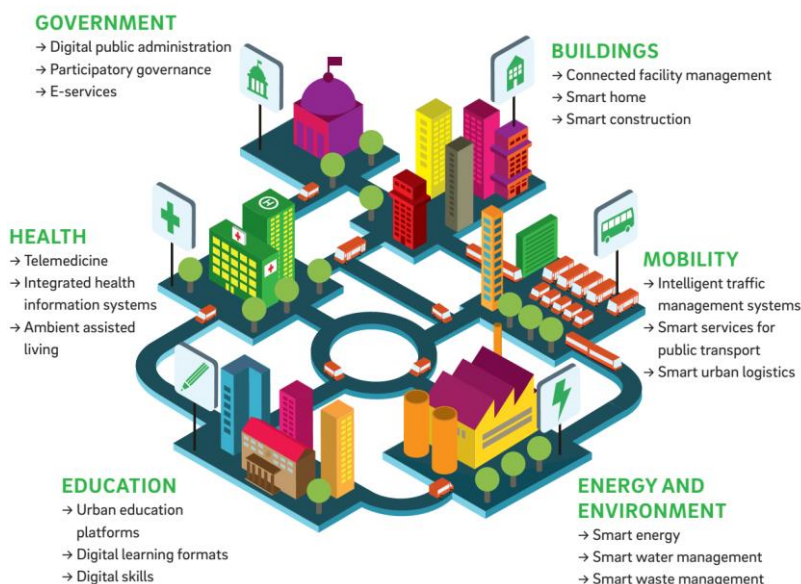 GOVERNMENT
→ Digital public administration
→ Participatory governance
→ E-services
BUILDINGS
→ Connected facility management
→ Smart home
→ Smart construction
HEALTH
→ Telemedicine
→ Integrated health
information systems
→ Ambient assisted
living
H
MOBILITY
→ Intelligent traffic
management systems
→ Smart services for
public transport
→ Smart urban logistics
EDUCATION
→ Urban education
platforms
→ Digital learning formats
→ Digital skills
ENERGY AND
ENVIRONMENT
→ Smart energy
→ Smart water management
→ Smart waste management